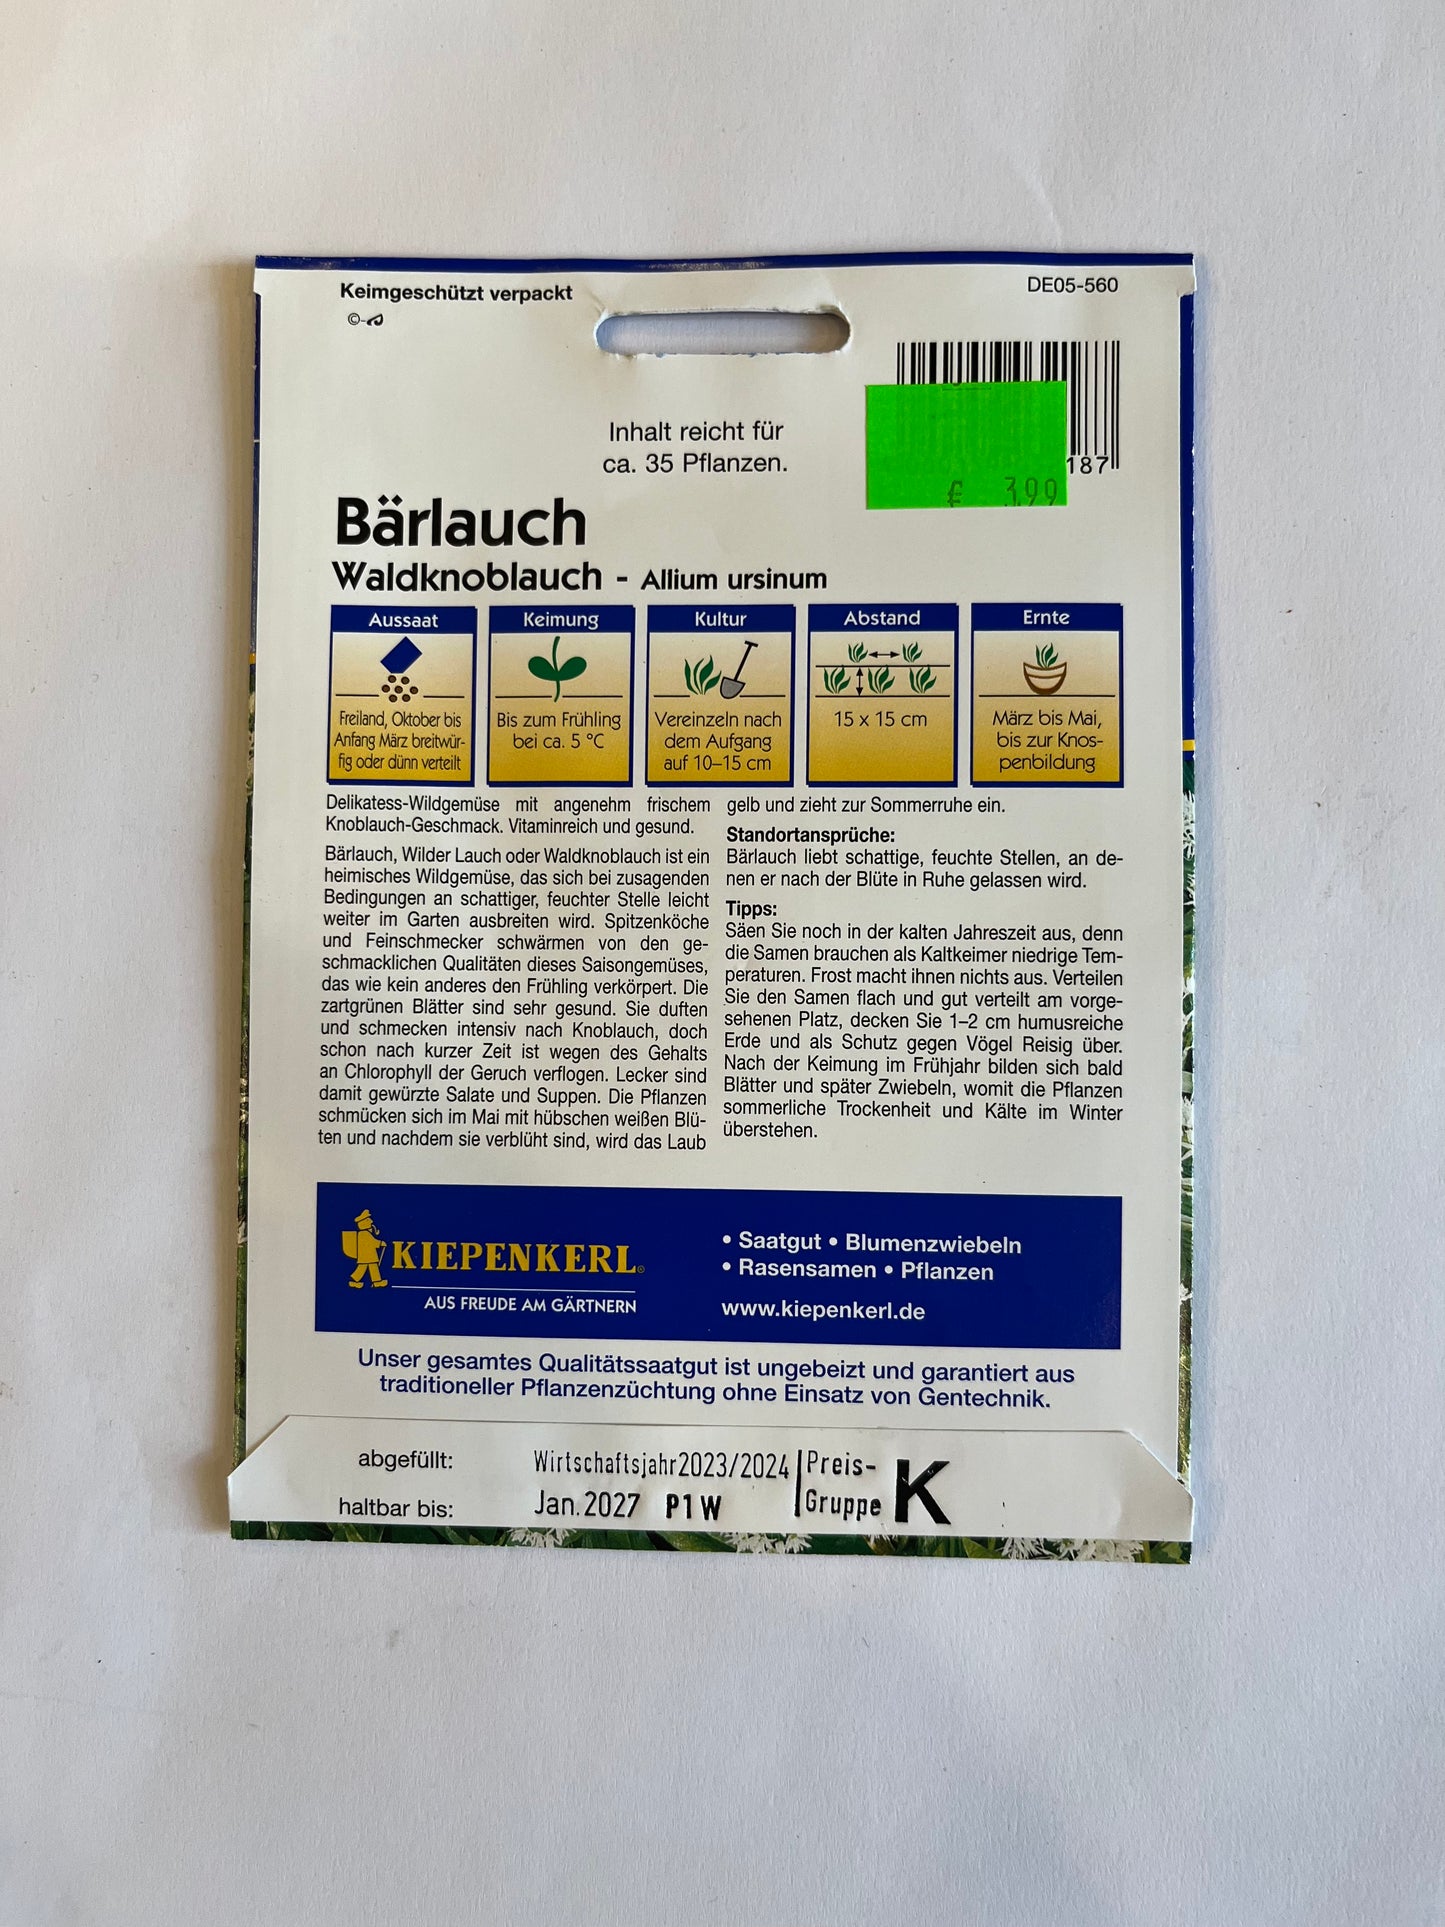 Keimgeschützt verpackt
DE05-560
©
187
€ 3,99
Inhalt reicht für
ca. 35 Pflanzen.
Bärlauch
Waldknoblauch - Allium ursinum
Aussaat
Freiland, Oktober bis
Anfang März breitwür-
fig oder dünn verteilt
Keimung
Bis zum Frühling
bei ca. 5 °C
Kultur
Vereinzeln nach
dem Aufgang
auf 10–15 cm
Abstand
15 x 15 cm
Ernte
März bis Mai,
bis zur Knos-
penbildung
Delikatess-Wildgemüse mit angenehm frischem
Knoblauch-Geschmack. Vitaminreich und gesund.
Bärlauch, Wilder Lauch oder Waldknoblauch ist ein
heimisches Wildgemüse, das sich bei zusagenden
Bedingungen an schattiger, feuchter Stelle leicht
weiter im Garten ausbreiten wird. Spitzenköche
und Feinschmecker schwärmen von den ge-
schmacklichen Qualitäten dieses Saisongemüses,
das wie kein anderes den Frühling verkörpert. Die
zartgrünen Blätter sind sehr gesund. Sie duften
und schmecken intensiv nach Knoblauch, doch
schon nach kurzer Zeit ist wegen des Gehalts
an Chlorophyll der Geruch verflogen. Lecker sind
damit gewürzte Salate und Suppen. Die Pflanzen
schmücken sich im Mai mit hübschen weißen Blü-
ten und nachdem sie verblüht sind, wird das Laub
gelb und zieht zur Sommerruhe ein.
Standortansprüche:
Bärlauch liebt schattige, feuchte Stellen, an de-
nen er nach der Blüte in Ruhe gelassen wird.
Tipps:
Säen Sie noch in der kalten Jahreszeit aus, denn
die Samen brauchen als Kaltkeimer niedrige Tem-
peraturen. Frost macht ihnen nichts aus. Verteilen
Sie den Samen flach und gut verteilt am vorge-
sehenen Platz, decken Sie 1–2 cm humusreiche
Erde und als Schutz gegen Vögel Reisig über.
Nach der Keimung im Frühjahr bilden sich bald
Blätter und später Zwiebeln, womit die Pflanzen
sommerliche Trockenheit und Kälte im Winter
überstehen.
KIEPENKERL®
AUS FREUDE AM GÄRTNERN
• Saatgut • Blumenzwiebeln
• Rasensamen • Pflanzen
www.kiepenkerl.de
Unser gesamtes Qualitätssaatgut ist ungebeizt und garantiert aus
traditioneller Pflanzenzüchtung ohne Einsatz von Gentechnik.
abgefüllt: Wirtschaftsjahr2023/2024
haltbar bis: Jan.2027 P1W
Preis-
Gruppe K